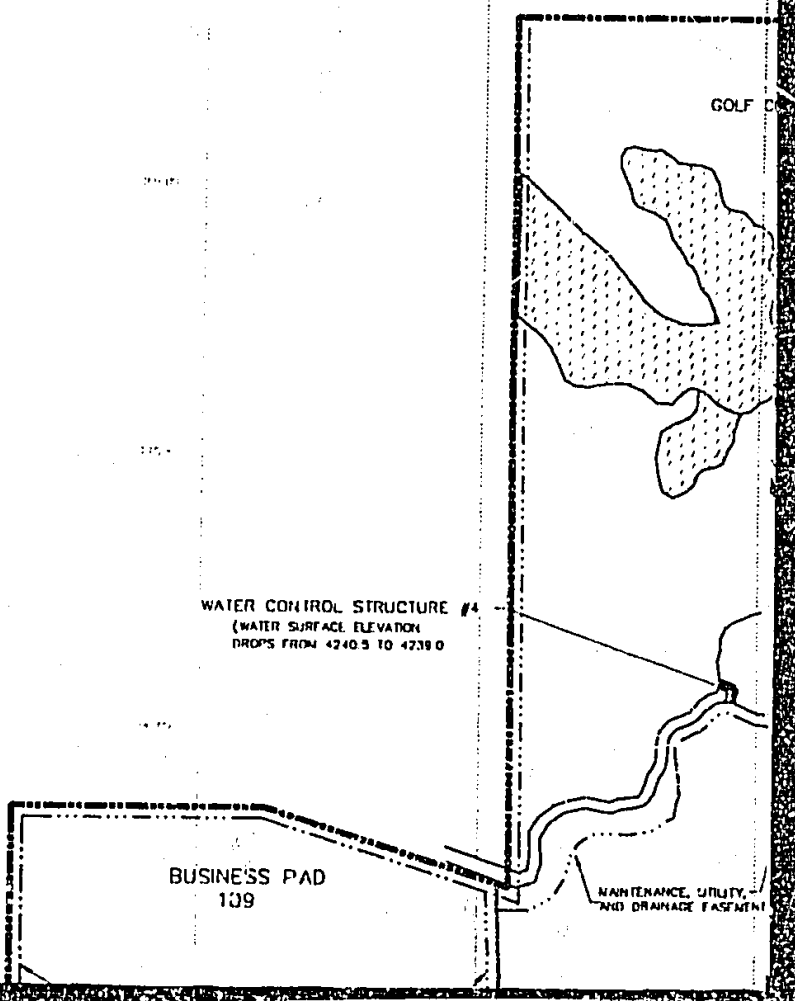 GOLF
WATER CONTROL STRUCTURE #4
(WATER SURFACE ELEVATION
DROPS FROM 4240.5 TO 4239.0
BUSINESS PAD
109
MAINTENANCE, UTILITY,
AND DRAINAGE EASEMENT